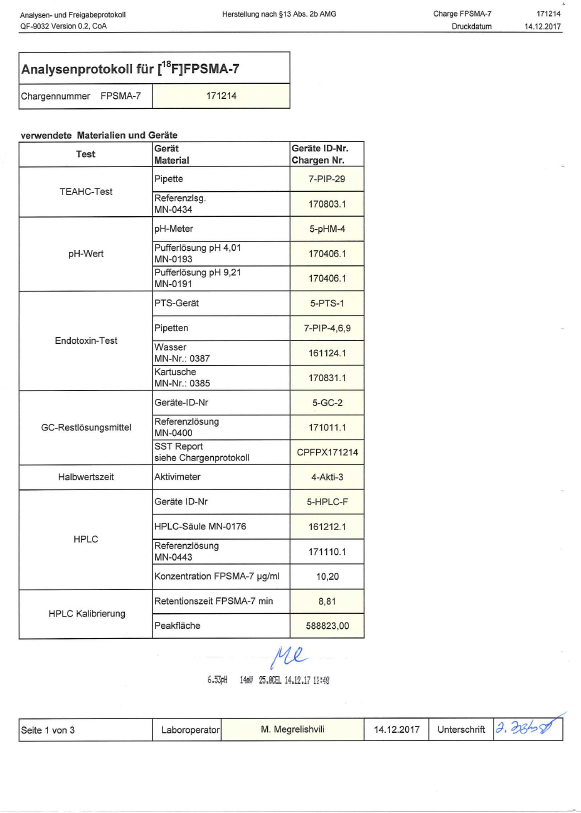 Analysen- und Freigabeprotokoll Herstellung nach §13 Abs. 2b AMG Charge FPSMA-7 171214
QF-9032 Version 0.2, CoA Druckdatum 14.12.2017
Analysenprotokoll für [18F]FPSMA-7
Chargennummer FPSMA-7 171214
verwendete Materialien und Geräte
Test Gerät Material Geräte ID-Nr. Chargen Nr.
TEAHC-Test Pipette 7-PIP-29
Referenzlsg. MN-0434 170803.1
pH-Wert pH-Meter 5-pHM-4
Pufferlösung pH 4,01 MN-0193 170406.1
Pufferlösung pH 9,21 MN-0191 170406.1
Endotoxin-Test PTS-Gerät 5-PTS-1
Pipetten 7-PIP-4,6,9
Wasser MN-Nr.: 0387 161124.1
Kartusche MN-Nr.: 0385 170831.1
GC-Restlösungsmittel Geräte-ID-Nr 5-GC-2
Referenzlösung MN-0400 171011.1
SST Report siehe Chargenprotokoll CPFPX171214
Halbwertszeit Aktivimeter 4-Akti-3
HPLC Geräte ID-Nr 5-HPLC-F
HPLC-Säule MN-0176 161212.1
Referenzlösung MN-0443 171110.1
Konzentration FPSMA-7 µg/ml 10,20
HPLC Kalibrierung Retentionszeit FPSMA-7 min 8,81
Peakfläche 588823,00
6.53pH 14mV 25.0CEL 14.12.17
Seite 1 von 3 Laboroperator M. Megrelishvili 14.12.2017 Unterschrift